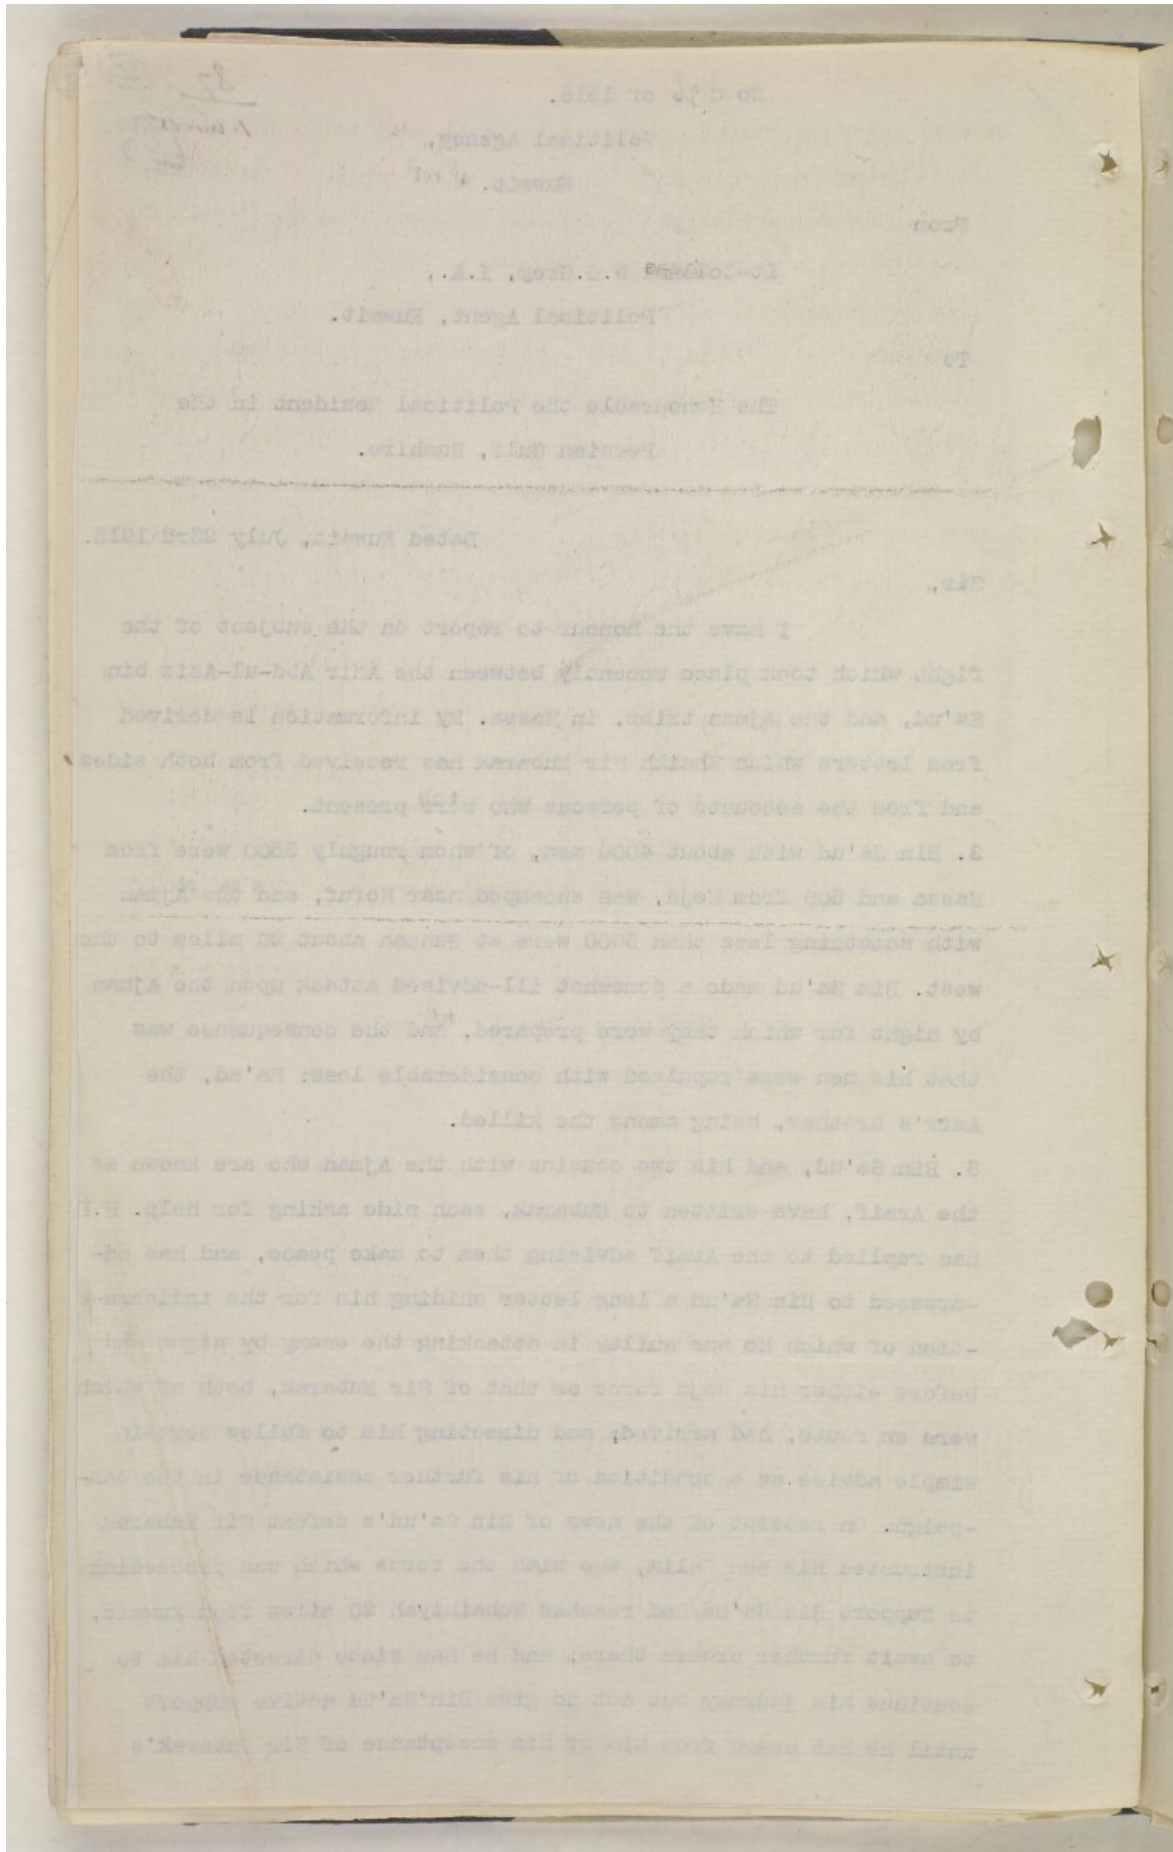 of 1915.
Political Agency,
Kuwait.
From
Lt-Colonel W.G.Grey, I.A.,
Political Agent, Kuwait.
To
The Honourable the Political Resident in the
Persian Gulf, Bushire.
Dated Kuwait, July 23rd 1915.
Sir,
I have the honour to report on the subject of the
fight which took place recently between the Amir Abd-ul-Aziz bin
Sa'ud, and the Ajman tribe, in Hassa. My information is derived
from letters which Shaikh Sir Mubarak has received from both sides
and from the accounts of persons who were present.
2. Bin Sa'ud with about 4000 men, of whom roughly 3500 were from
Hassa and 500 from Nejd, was encamped near Hofuf, and the Ajman
with something less than 3000 were at about 20 miles to the
west. Bin Sa'ud made a somewhat ill-advised attack upon the Ajman
by night for which they were prepared, and the consequence was
that his men were repulsed with considerable loss: Sa'ad, the
Amir's brother, being among the killed.
3. Bin Sa'ud, and his two cousins with the Ajman who are known as
the Araif, have written to Mubarak, each side asking for help. H.E
has replied to the Araif advising them to make peace, and has ad-
-dressed to Bin Sa'ud a long letter chiding him for the indiscre-
-tion of which he was guilty in attacking the enemy by night and
before either his Nejd force or that of Sir Mubarak, both of which
were en route, had arrived; and directing him to follow certain
simple advice as a condition of his further assistance in the cam-
-paign. On receipt of the news of Bin Sa'ud's defeat Sir Mubarak
instructed his son Salim, who with the force which was proceeding
to support Bin Sa'ud had reached Subaihiyah 20 miles from Kuwait,
to await further orders there; and he has since directed him to
continue his journey but not to give Bin Sa'ud active support
until he has heard from him of his acceptance of Sir Mubarak's